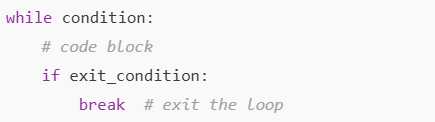 while condition:
    # code block
    if exit_condition:
        break  # exit the loop